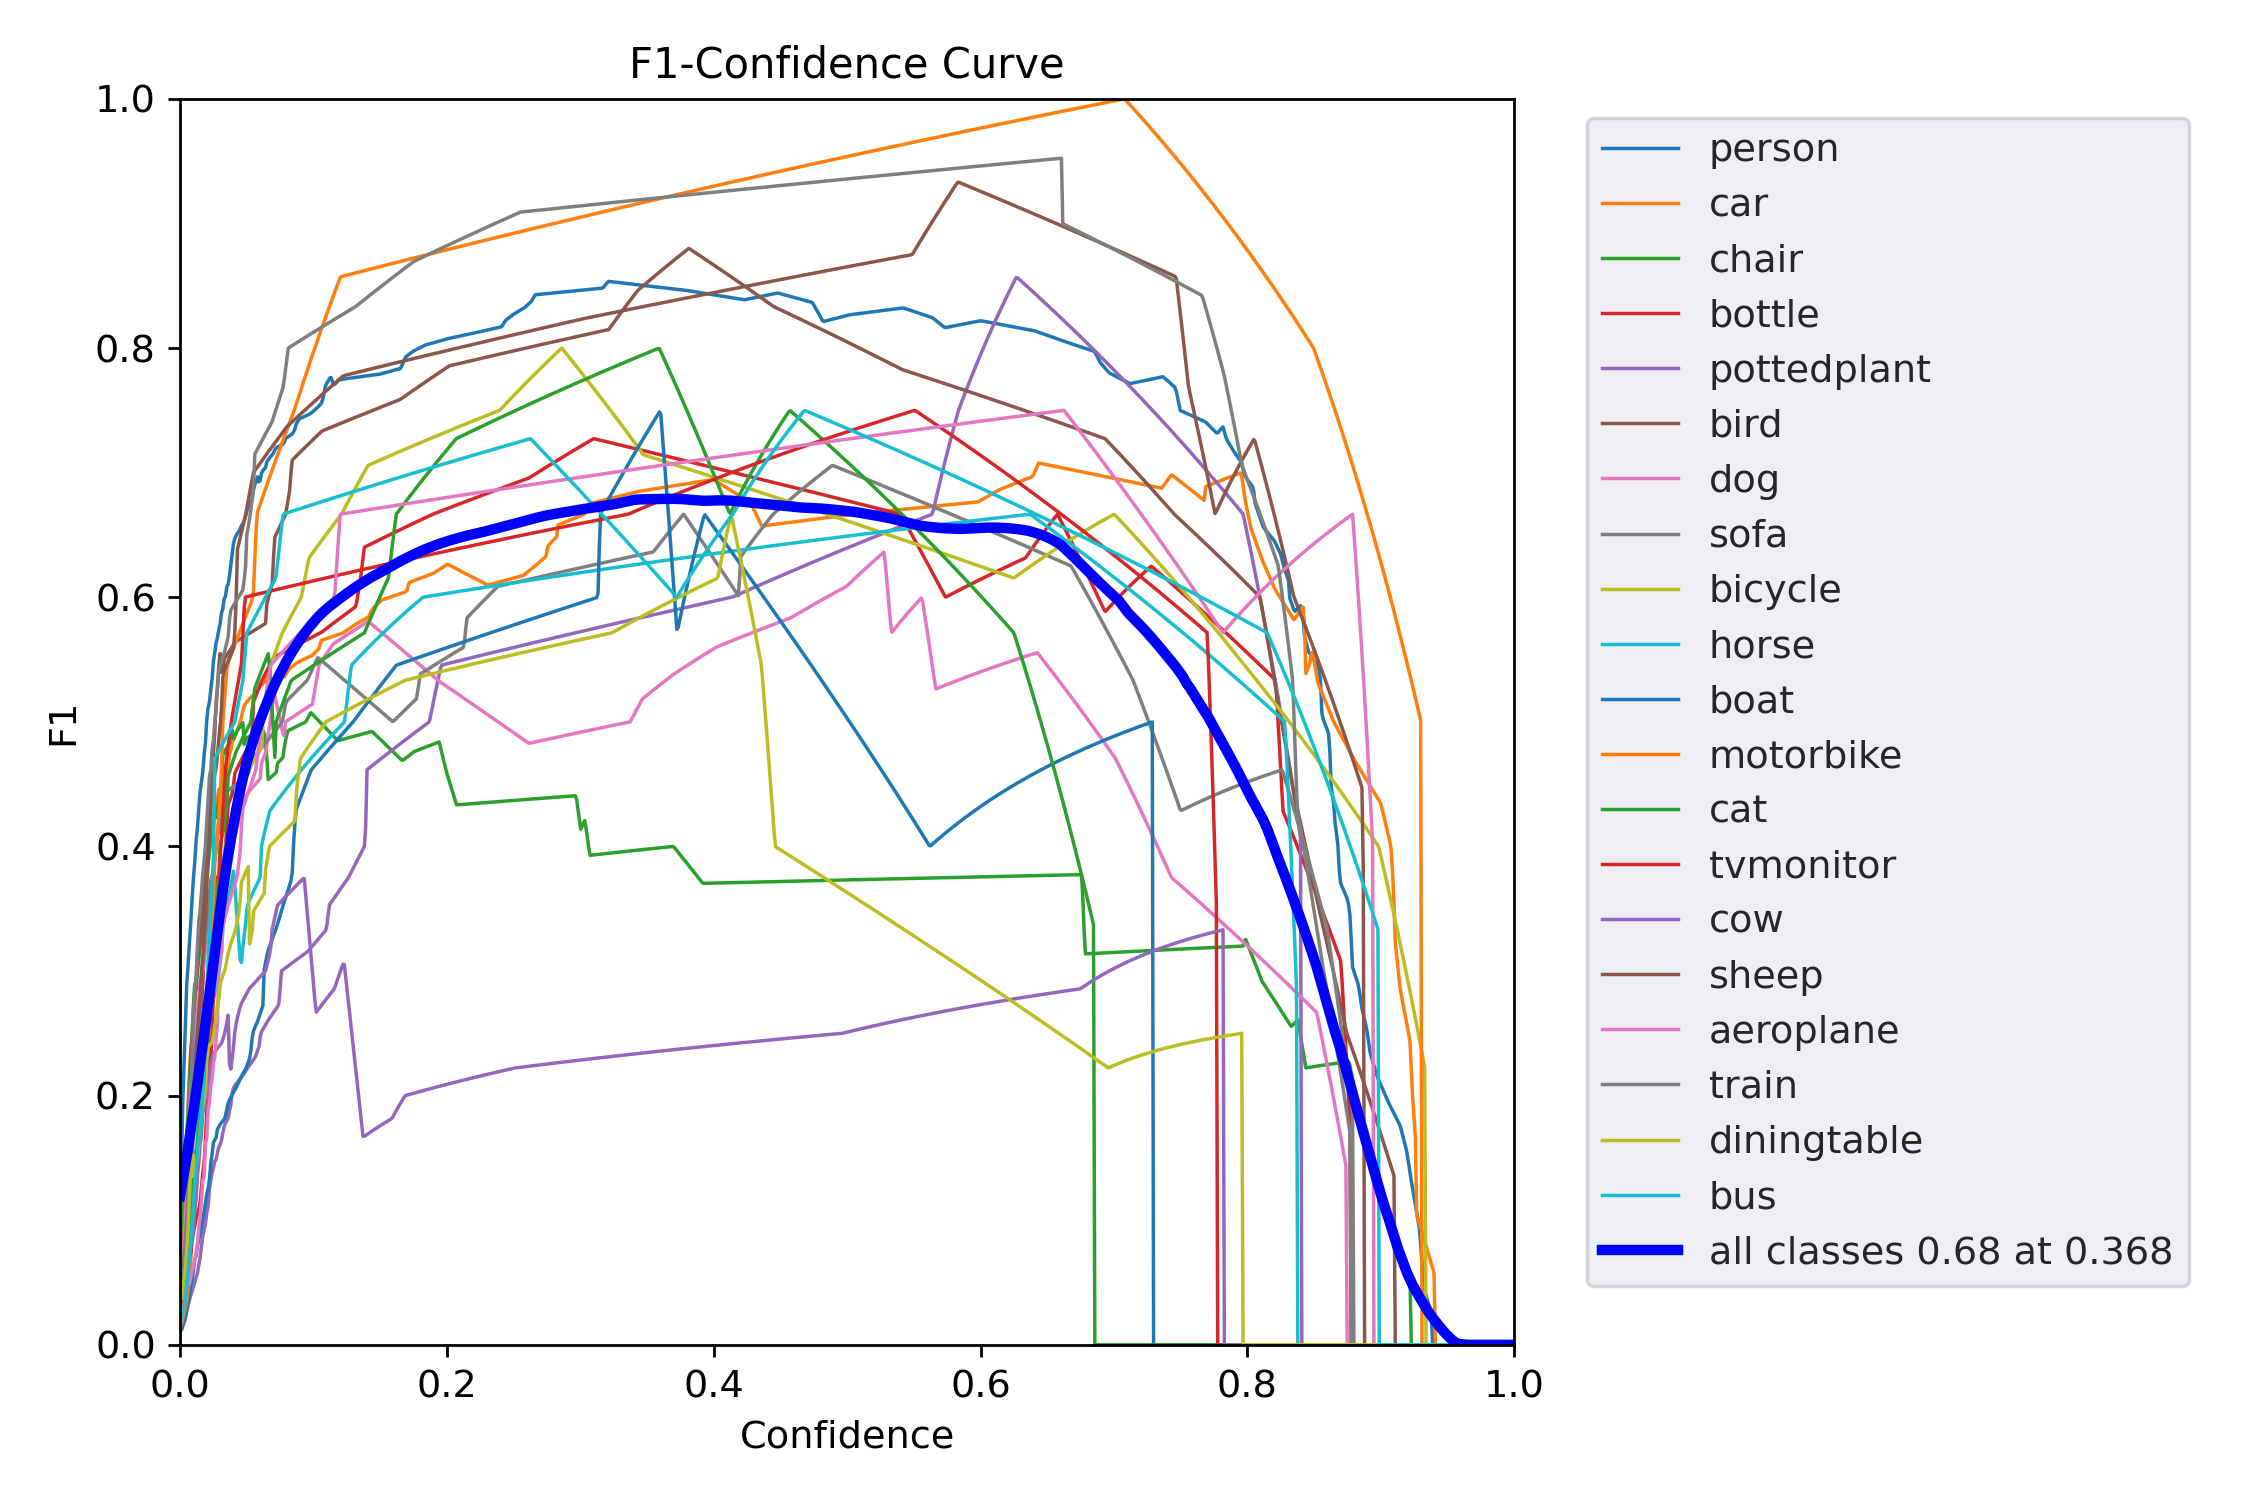 F1-Confidence Curve
1.0
0.8
0.6
0.4
0.2
0.0
F1
0.0 0.2 0.4 0.6 0.8 1.0
Confidence
person
car
chair
bottle
pottedplant
bird
dog
sofa
bicycle
horse
boat
motorbike
cat
tvmonitor
cow
sheep
aeroplane
train
diningtable
bus
all classes 0.68 at 0.368